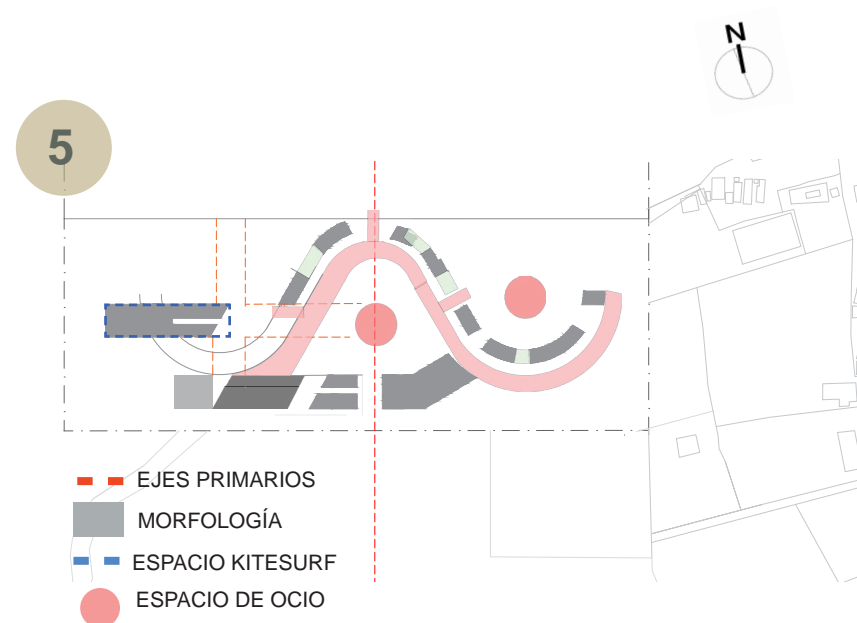 N
5
EJES PRIMARIOS
MORFOLOGÍA
ESPACIO KITESURF
ESPACIO DE OCIO